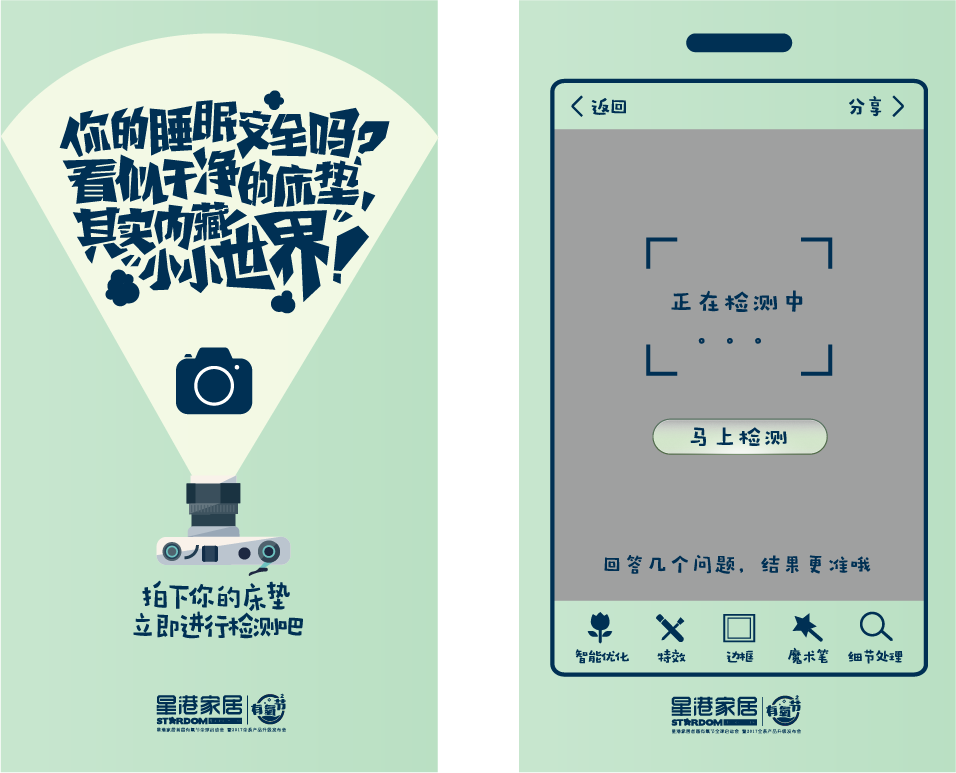 你的睡眠安全吗？
看似干净的床垫，
其实内藏
“小小世界”！
拍下你的床垫
立即进行检测吧
星港家居
STARDOM
有氧节
返回
分享
正在检测中
马上检测
回答几个问题，结果更准哦
智能优化
特效
边框
魔术笔
细节处理
星港家居
STARDOM
有氧节